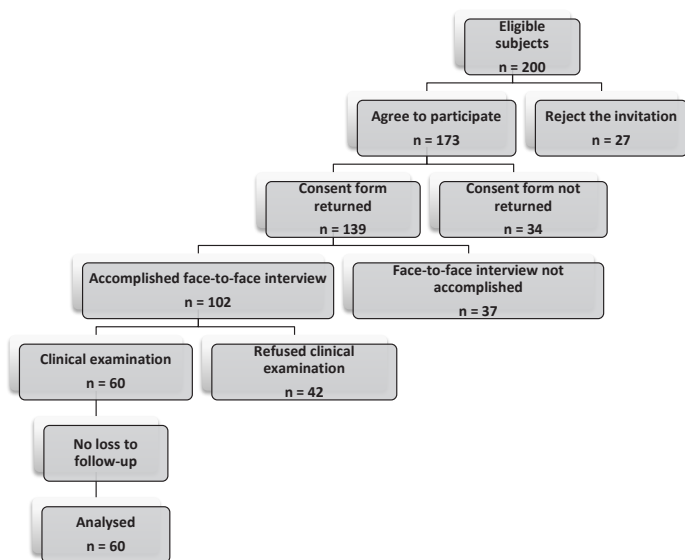 Eligible
subjects
n = 200
Agree to participate
n = 173
Reject the invitation
n = 27
Consent form
returned
n = 139
Consent form not
returned
n = 34
Accomplished face-to-face interview
n = 102
Face-to-face interview not
accomplished
n = 37
Clinical examination
n = 60
Refused clinical
examination
n = 42
No loss to
follow-up
Analysed
n = 60